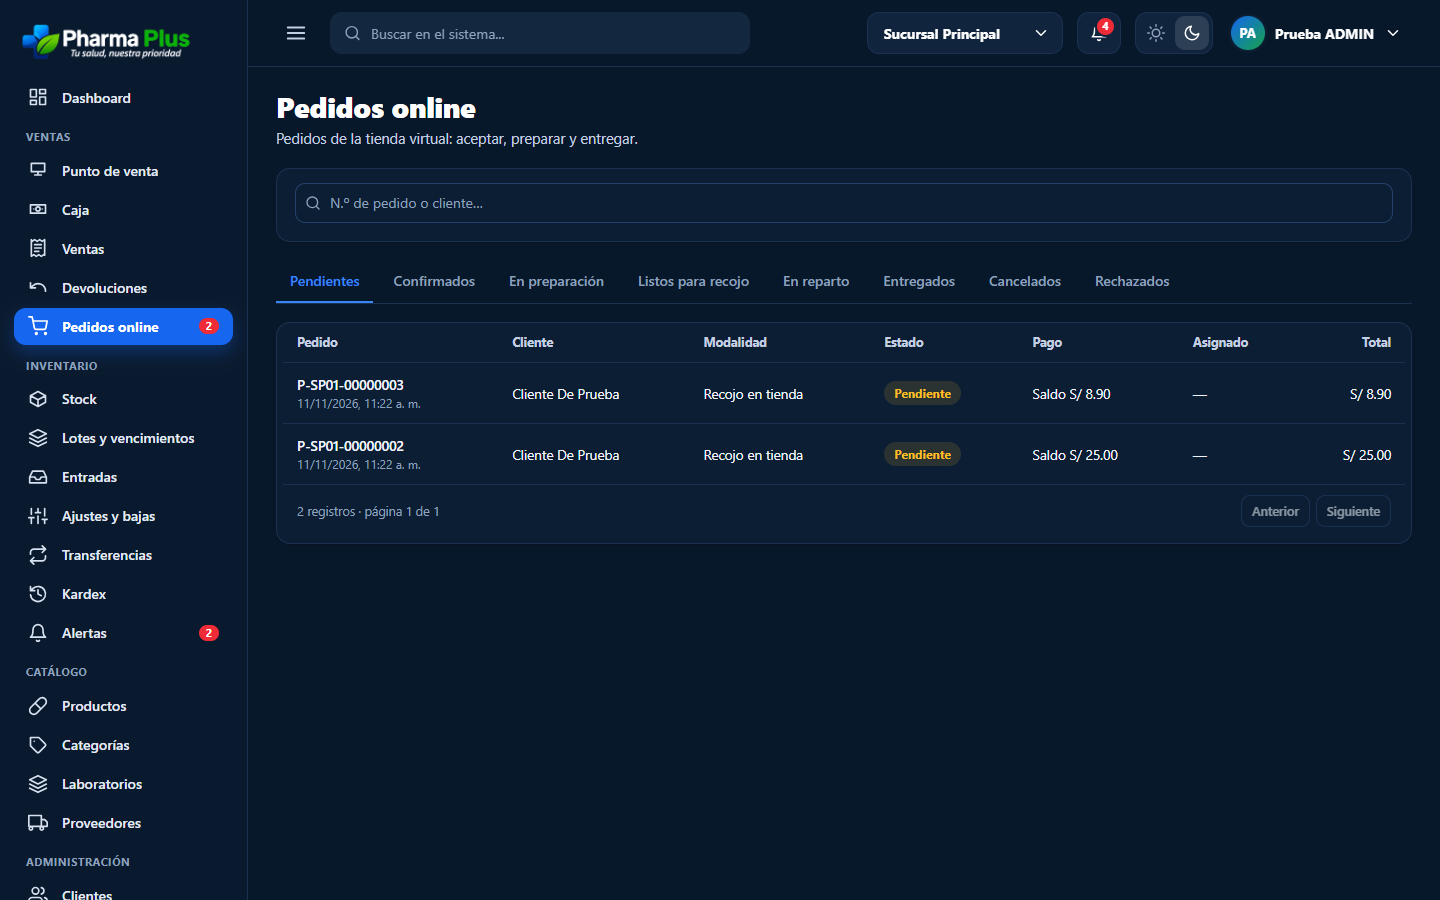 Pharma Plus
Tu salud, nuestra prioridad
Dashboard
VENTAS
Punto de venta
Caja
Ventas
Devoluciones
Pedidos online 2
INVENTARIO
Stock
Lotes y vencimientos
Entradas
Ajustes y bajas
Transferencias
Kardex
Alertas 2
CATÁLOGO
Productos
Categorías
Laboratorios
Proveedores
ADMINISTRACIÓN
Clientes
Buscar en el sistema...
Sucursal Principal
4
PA Prueba ADMIN
Pedidos online
Pedidos de la tienda virtual: aceptar, preparar y entregar.
N.º de pedido o cliente...
Pendientes Confirmados En preparación Listos para recojo En reparto Entregados Cancelados Rechazados
Pedido Cliente Modalidad Estado Pago Asignado Total
P-SP01-00000003
11/11/2026, 11:22 a. m.
Cliente De Prueba Recojo en tienda Pendiente Saldo S/ 8.90 — S/ 8.90
P-SP01-00000002
11/11/2026, 11:22 a. m.
Cliente De Prueba Recojo en tienda Pendiente Saldo S/ 25.00 — S/ 25.00
2 registros · página 1 de 1
Anterior Siguiente